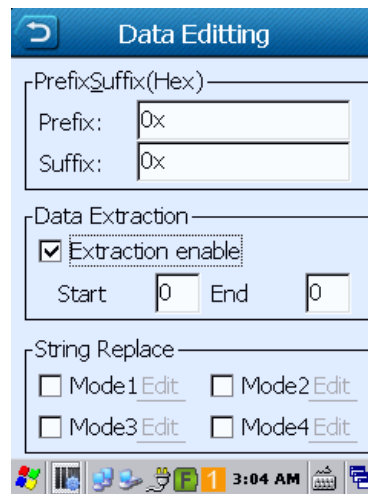 Data Editting
PrefixSuffix(Hex)
Prefix: 0x
Suffix: 0x
Data Extraction
Extraction enable
Start 0 End 0
String Replace
Mode1 Edit Mode2 Edit
Mode3 Edit Mode4 Edit
F 1 3:04 AM